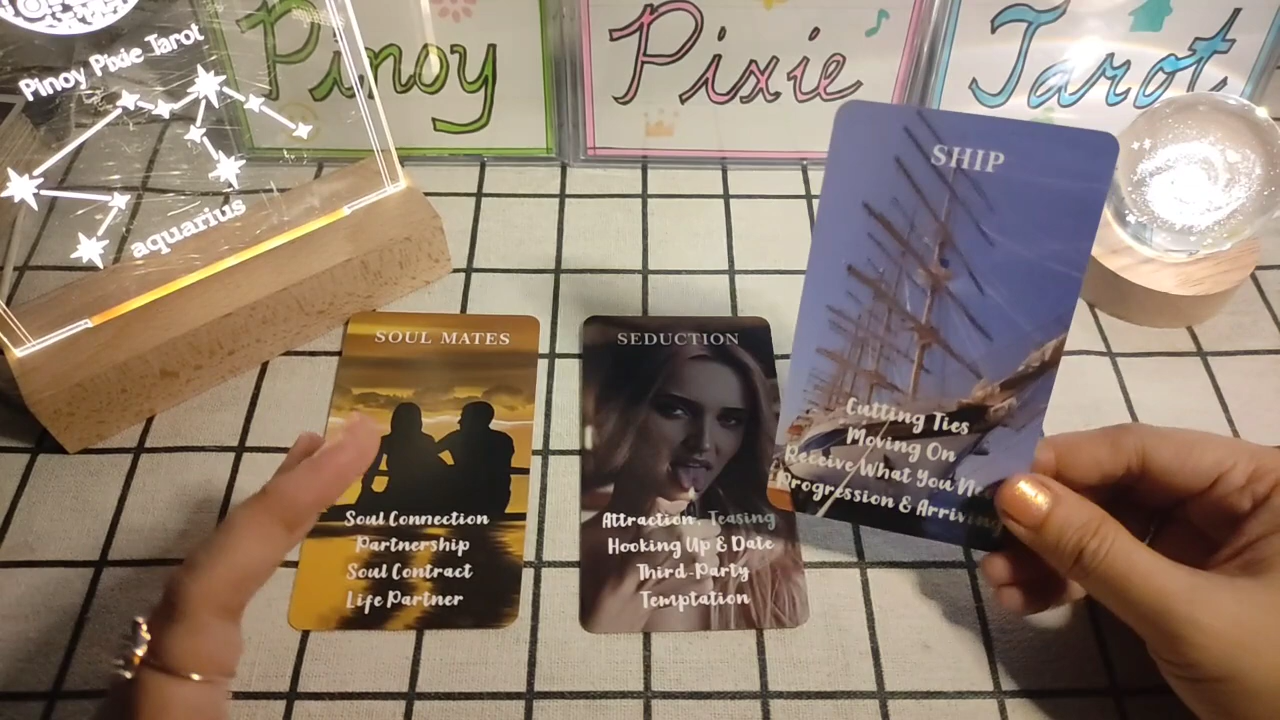 Pinoy Pixie Tarot
aquarius
Pinoy
Pixie
Tarot
SOUL MATES
Soul Connection
Partnership
Soul Contract
Life Partner
SEDUCTION
Attraction, Teasing
Hooking Up & Date
Third-Party
Temptation
SHIP
Cutting Ties
Moving On
Receive What You
Progression & Arriving